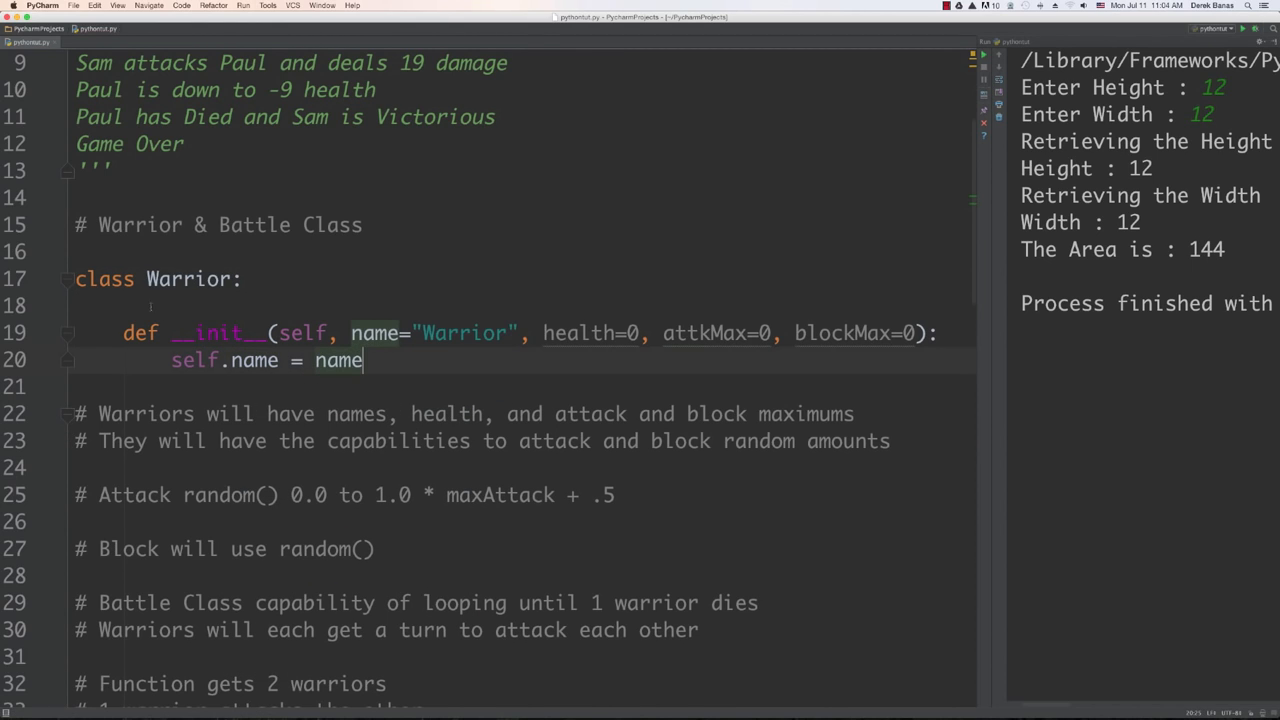 PyCharm File Edit View Navigate Code Refactor Run Tools VCS Window Help
10 Mon Jul 11 11:04 AM Derek Banas
pythontut.py - PycharmProjects - [~/PycharmProjects]
PycharmProjects pythontut.py
pythontut
pythontut.py
Run pythontut
9 Sam attacks Paul and deals 19 damage
10 Paul is down to -9 health
11 Paul has Died and Sam is Victorious
12 Game Over
13 '''
14
15 # Warrior & Battle Class
16
17 class Warrior:
18
19 def __init__(self, name="Warrior", health=0, attkMax=0, blockMax=0):
20 self.name = name
21
22 # Warriors will have names, health, and attack and block maximums
23 # They will have the capabilities to attack and block random amounts
24
25 # Attack random() 0.0 to 1.0 * maxAttack + .5
26
27 # Block will use random()
28
29 # Battle Class capability of looping until 1 warrior dies
30 # Warriors will each get a turn to attack each other
31
32 # Function gets 2 warriors
/Library/Frameworks/Py
Enter Height : 12
Enter Width : 12
Retrieving the Height
Height : 12
Retrieving the Width
Width : 12
The Area is : 144
Process finished with
20:25 LF≑ UTF-8≑